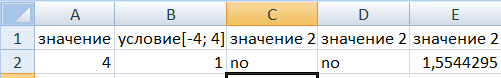 A B C D E
1 значение условие[-4; 4] значение 2 значение 2 значение 2
2 4 1 no no 1,5544295